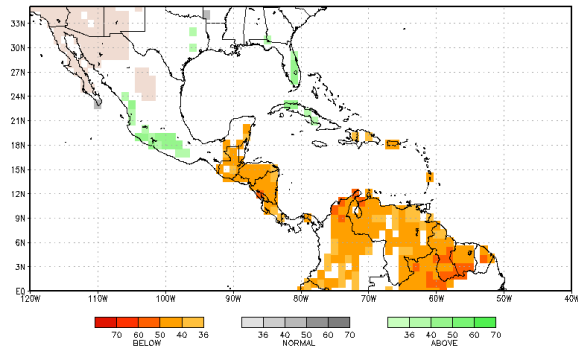 35N
33N
30N
27N
24N
21N
18N
15N
12N
9N
6N
3N
EQ
120W 110W 100W 90W 80W 70W 60W 50W 40W
70 60 50 40 36 36 40 50 60 70 36 40 50 60 70
BELOW NORMAL ABOVE